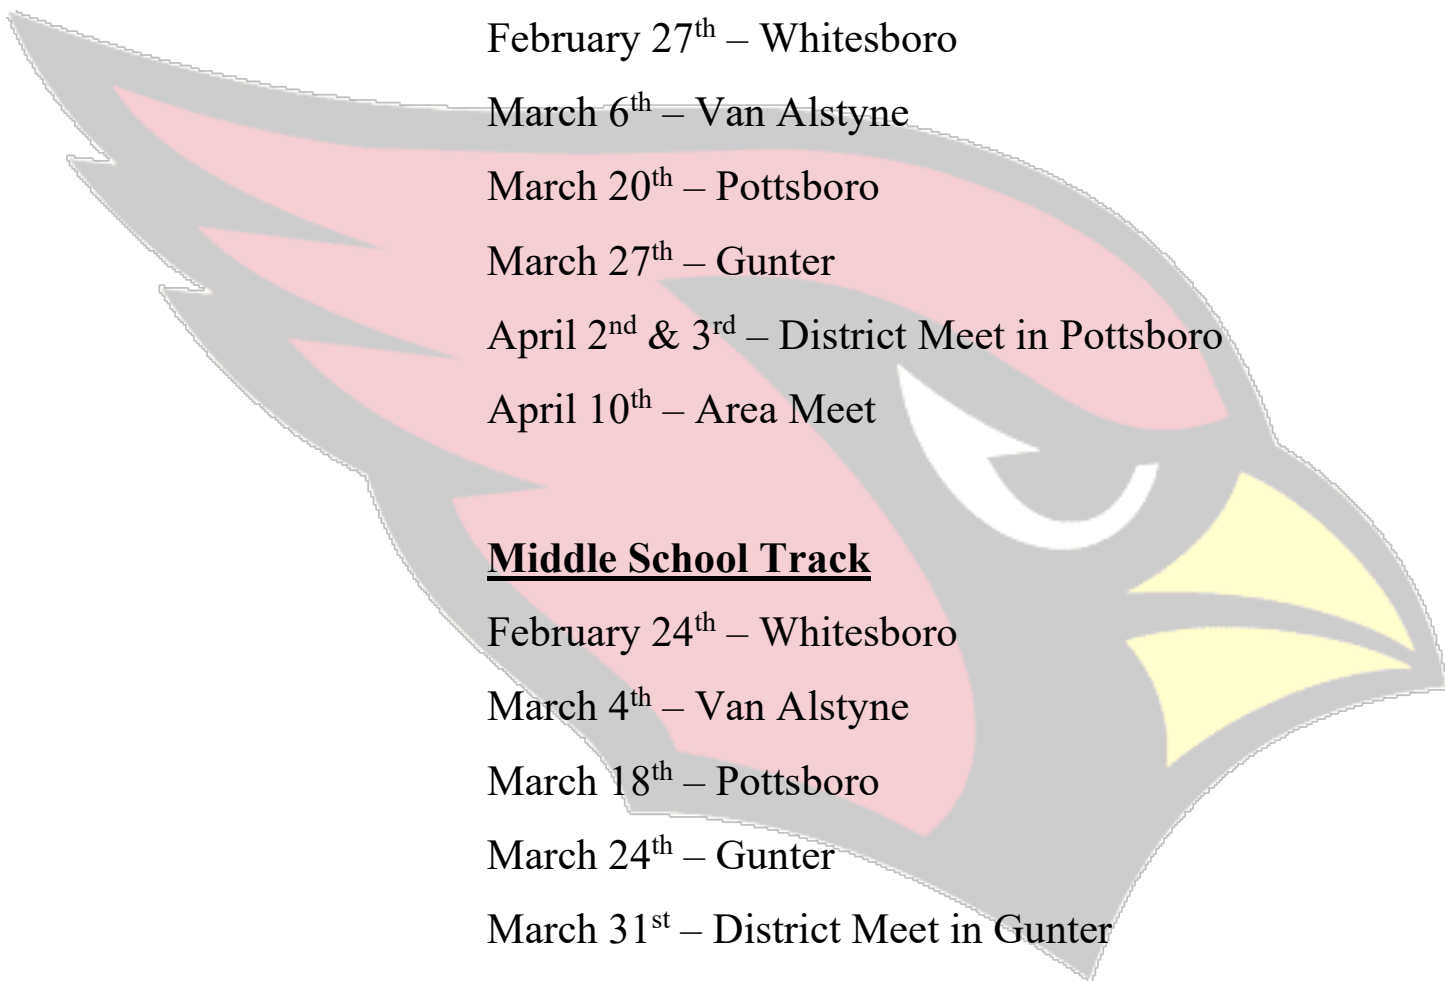 February 27th – Whitesboro
March 6th – Van Alstyne
March 20th – Pottsboro
March 27th – Gunter
April 2nd & 3rd – District Meet in Pottsboro
April 10th – Area Meet
Middle School Track
February 24th – Whitesboro
March 4th – Van Alstyne
March 18th – Pottsboro
March 24th – Gunter
March 31st – District Meet in Gunter